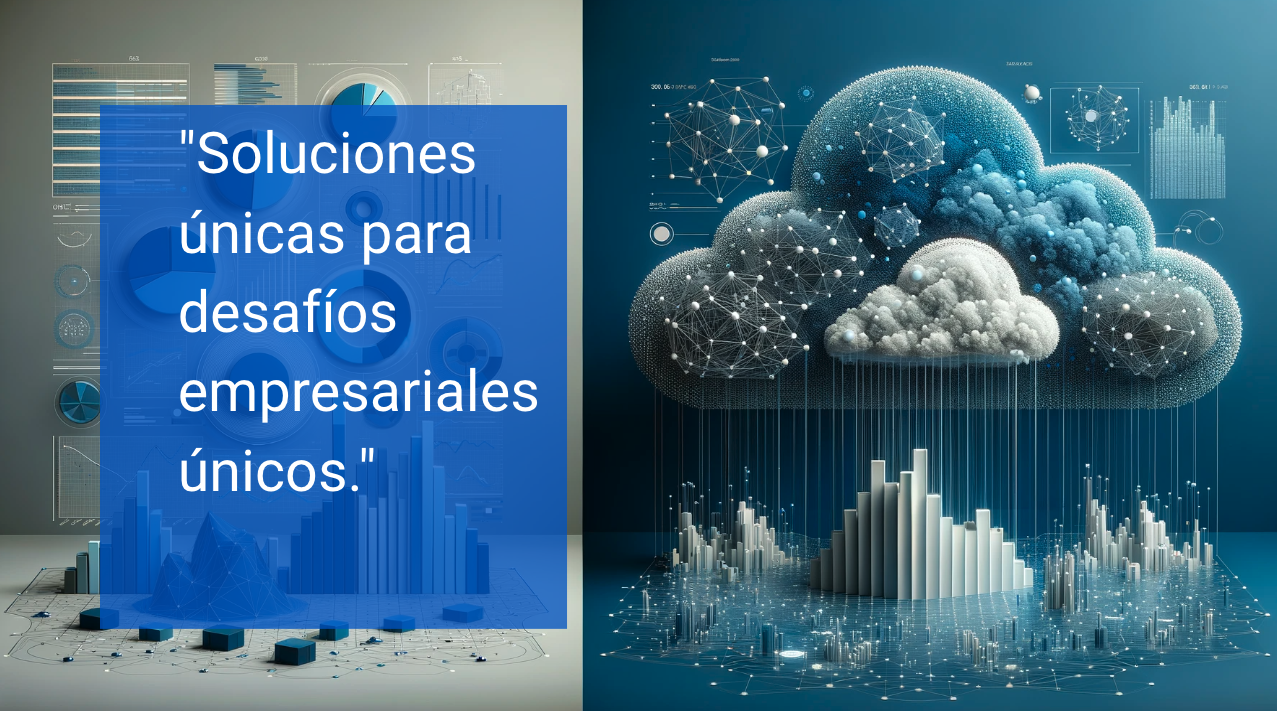 "Soluciones
únicas para
desafíos
empresariales
únicos."